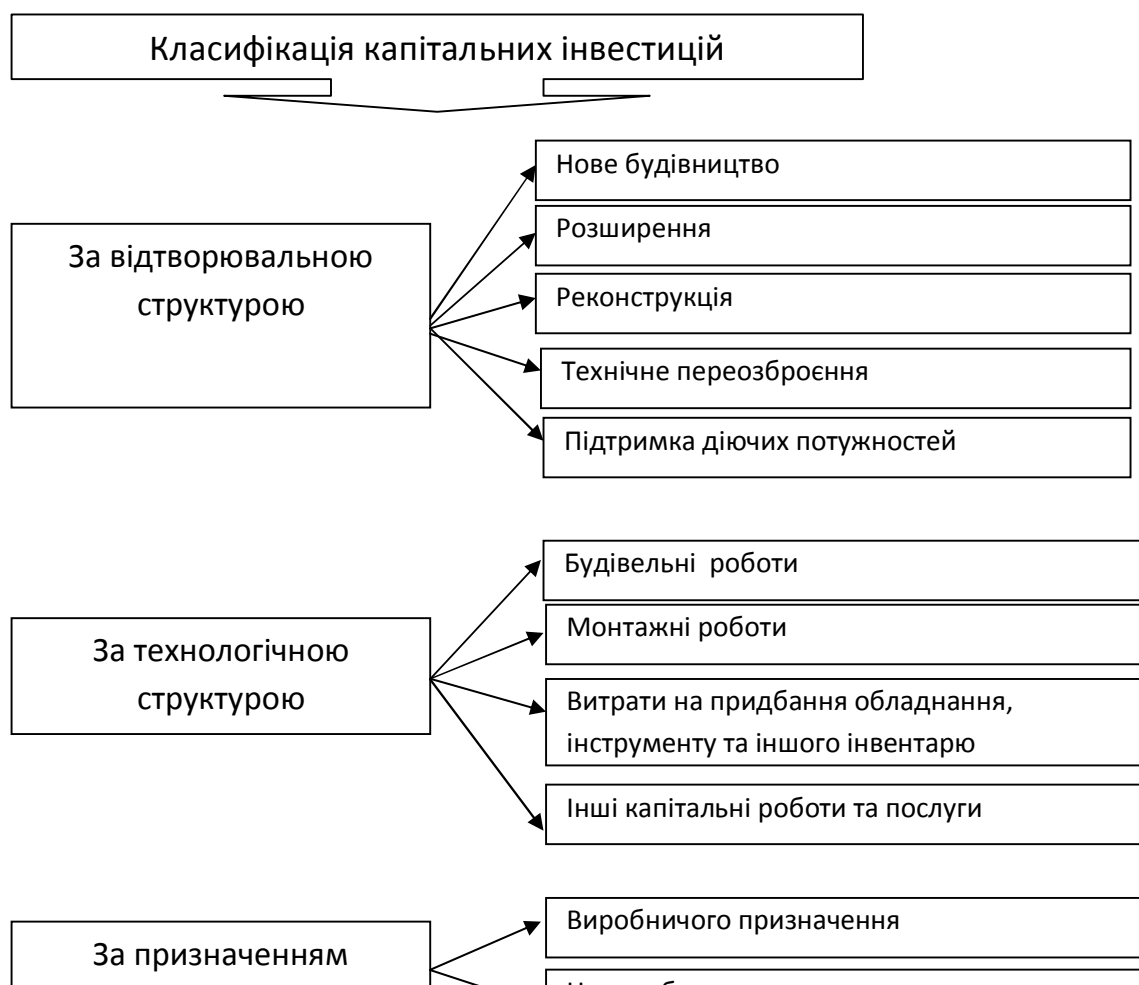 Класифікація капітальних інвестицій
За відтворювальною
структурою
Нове будівництво
Розширення
Реконструкція
Технічне переозброєння
Підтримка діючих потужностей
За технологічною
структурою
Будівельні роботи
Монтажні роботи
Витрати на придбання обладнання,
інструменту та іншого інвентарю
Інші капітальні роботи та послуги
За призначенням
Виробничого призначення